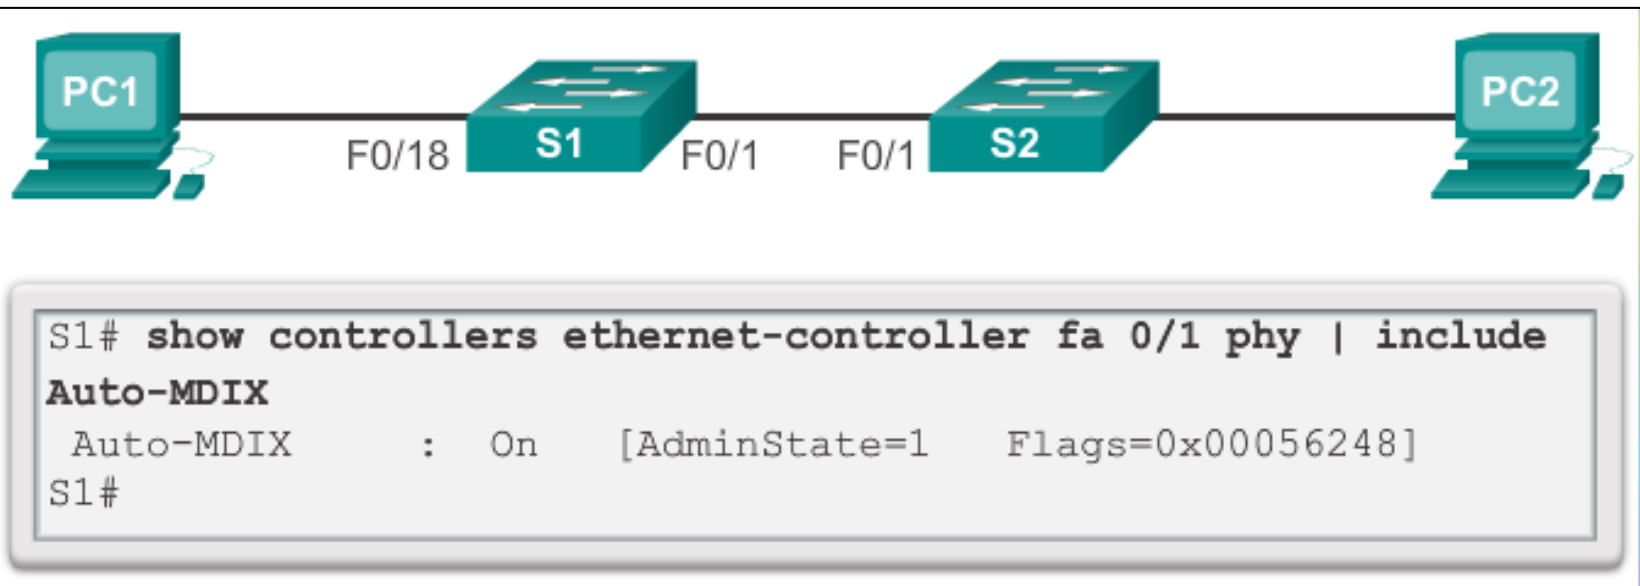 PC1
PC2
S1
S2
F0/18
F0/1
F0/1
S1# show controllers ethernet-controller fa 0/1 phy | include
Auto-MDIX
Auto-MDIX : On [AdminState=1 Flags=0x00056248]
S1#